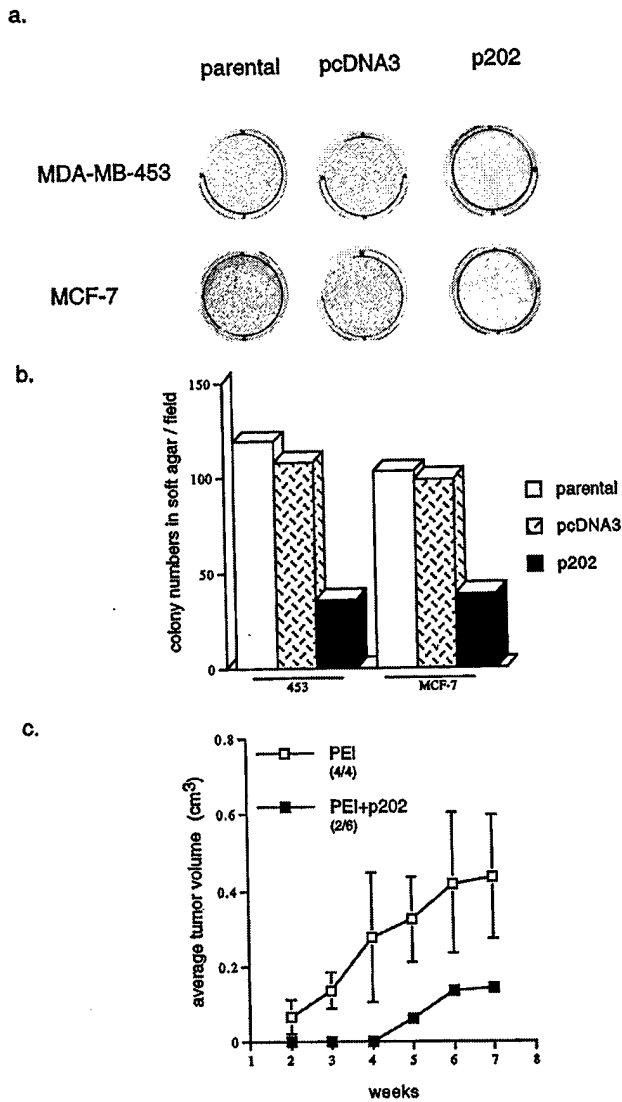 a.
parental pcDNA3 p202
MDA-MB-453
MCF-7
b.
colony numbers in soft agar / field
150
100
50
0
453 MCF-7
parental
pcDNA3
p202
c.
average tumor volume (cm³)
0.8
0.6
0.4
0.2
0
PEI
(4/4)
PEI+p202
(2/6)
1 2 3 4 5 6 7 8
weeks